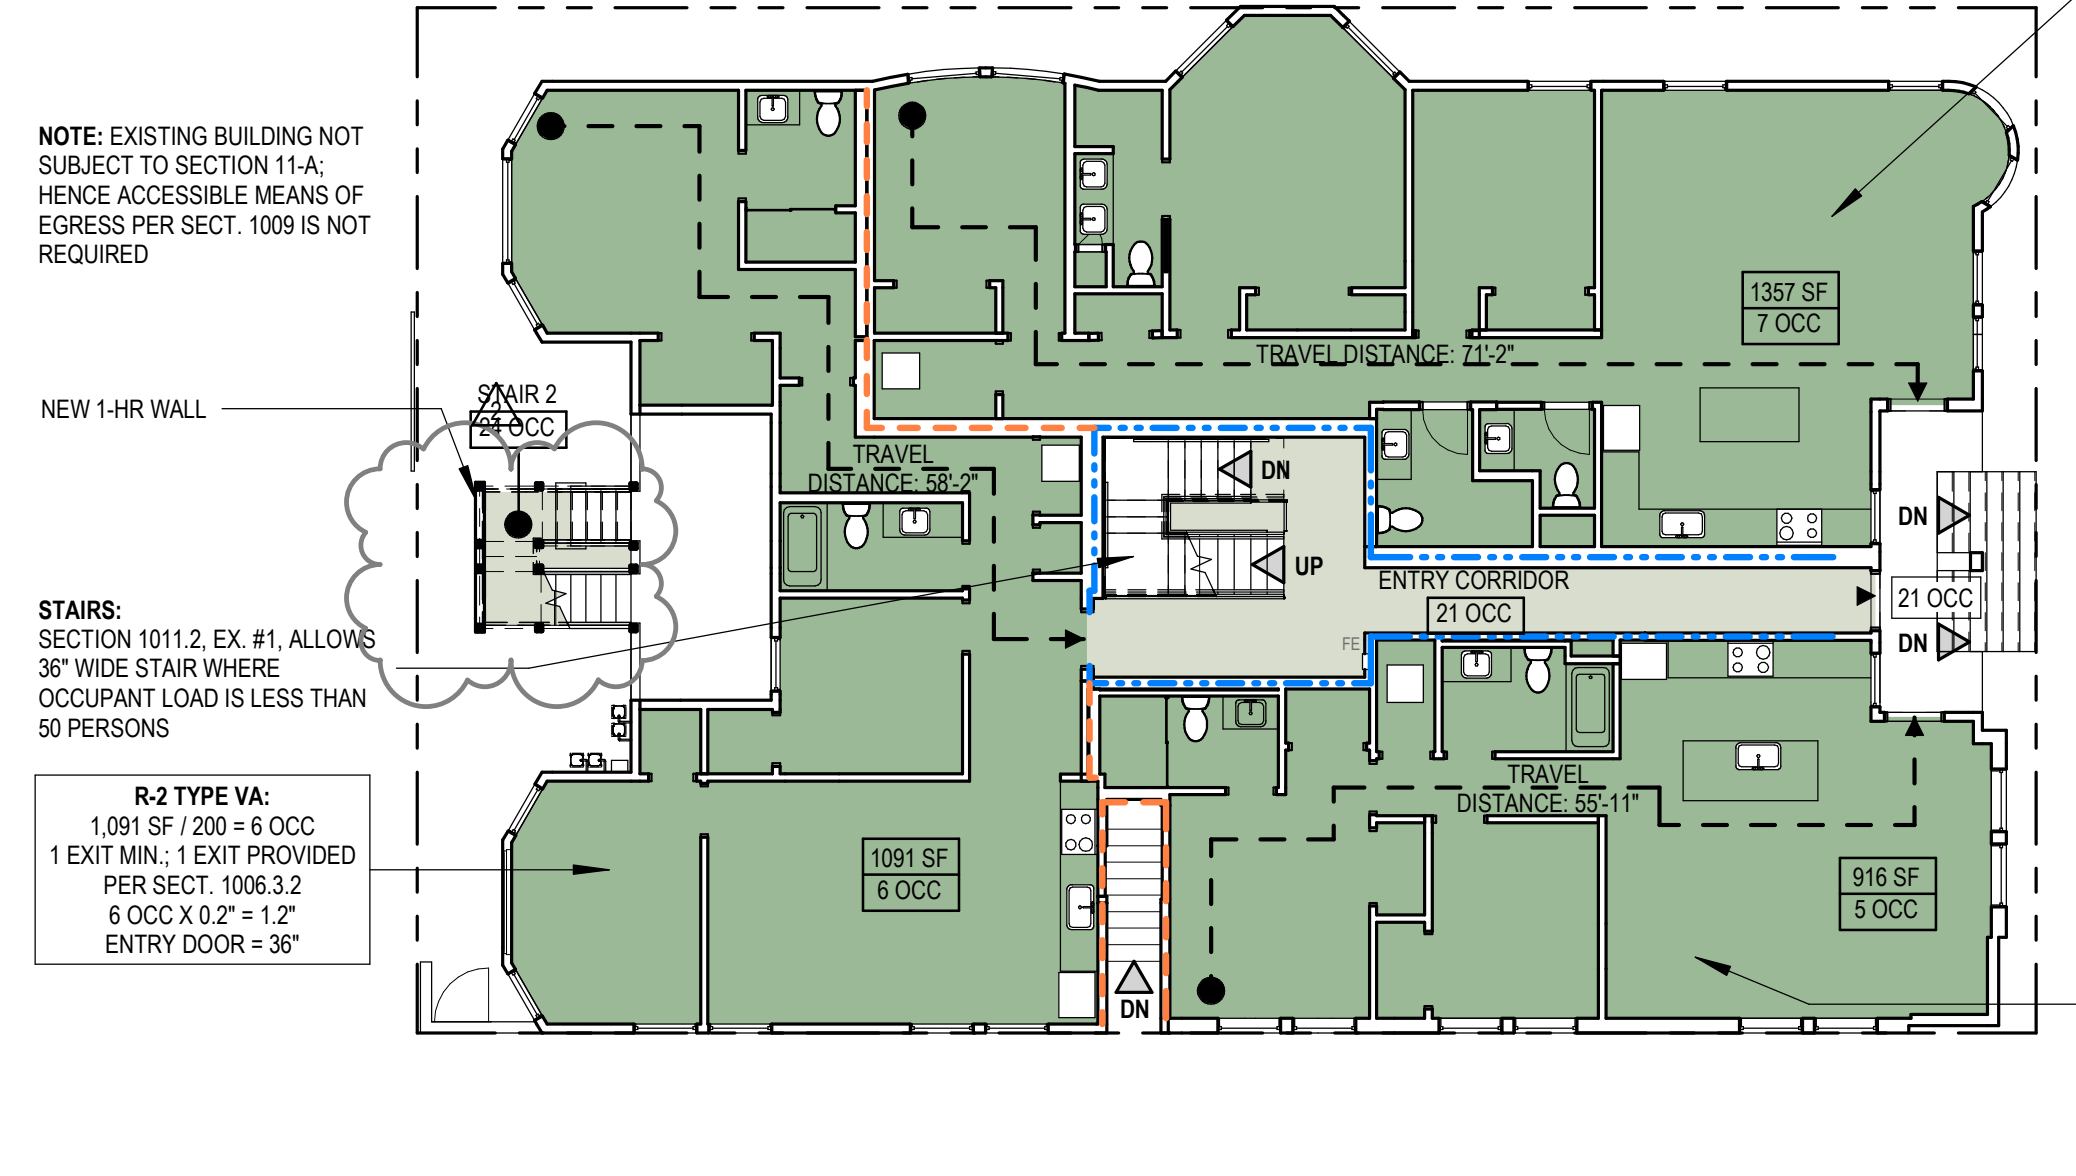 NOTE: EXISTING BUILDING NOT
SUBJECT TO SECTION 11-A;
HENCE ACCESSIBLE MEANS OF
EGRESS PER SECT. 1009 IS NOT
REQUIRED
1357 SF
7 OCC
TRAVEL DISTANCE: 71'-2"
NEW 1-HR WALL
STAIR 2
2
21 OCC
TRAVEL
DISTANCE: 58'-2"
DN
UP
DN
ENTRY CORRIDOR
21 OCC
21 OCC
FE
DN
STAIRS:
SECTION 1011.2, EX. #1, ALLOWS
36" WIDE STAIR WHERE
OCCUPANT LOAD IS LESS THAN
50 PERSONS
TRAVEL
DISTANCE: 55'-11"
R-2 TYPE VA:
1,091 SF / 200 = 6 OCC
1 EXIT MIN.; 1 EXIT PROVIDED
PER SECT. 1006.3.2
6 OCC X 0.2" = 1.2"
ENTRY DOOR = 36"
1091 SF
6 OCC
916 SF
5 OCC
DN